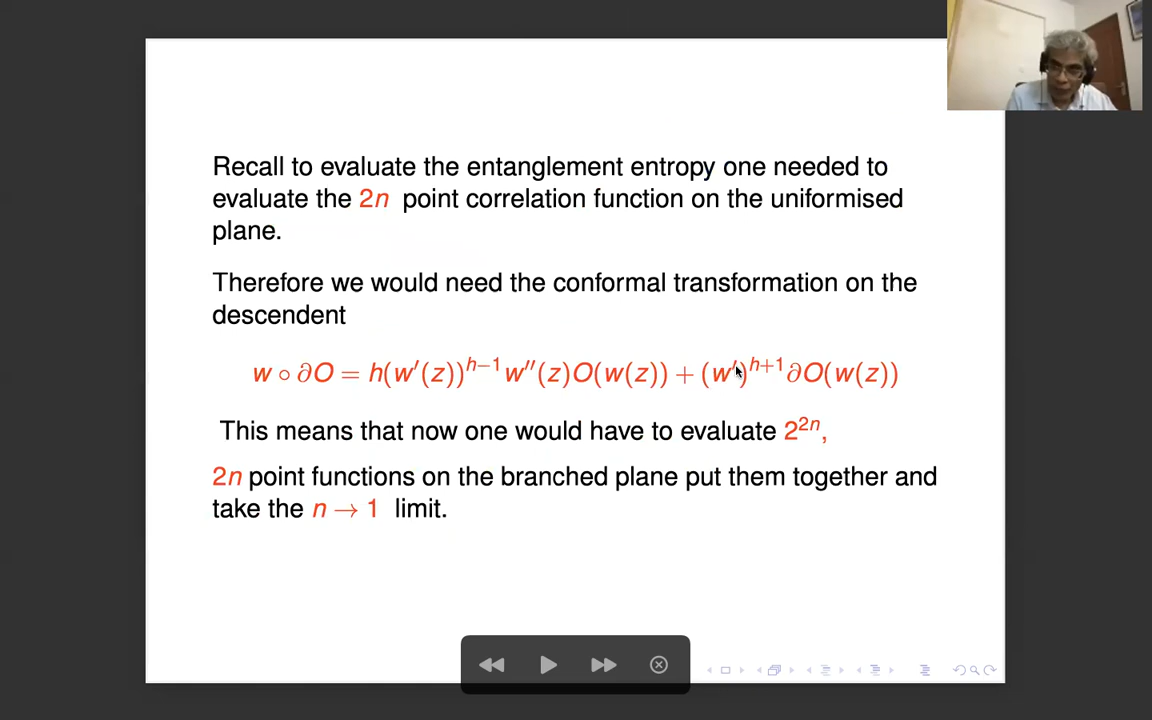 Recall to evaluate the entanglement entropy one needed to
evaluate the 2n point correlation function on the uniformised
plane.
Therefore we would need the conformal transformation on the
descendent
w ∘ ∂O = h(w′(z))^{h−1} w″(z)O(w(z)) + (w′)^{h+1} ∂O(w(z))
This means that now one would have to evaluate 2^{2n},
2n point functions on the branched plane put them together and
take the n → 1 limit.